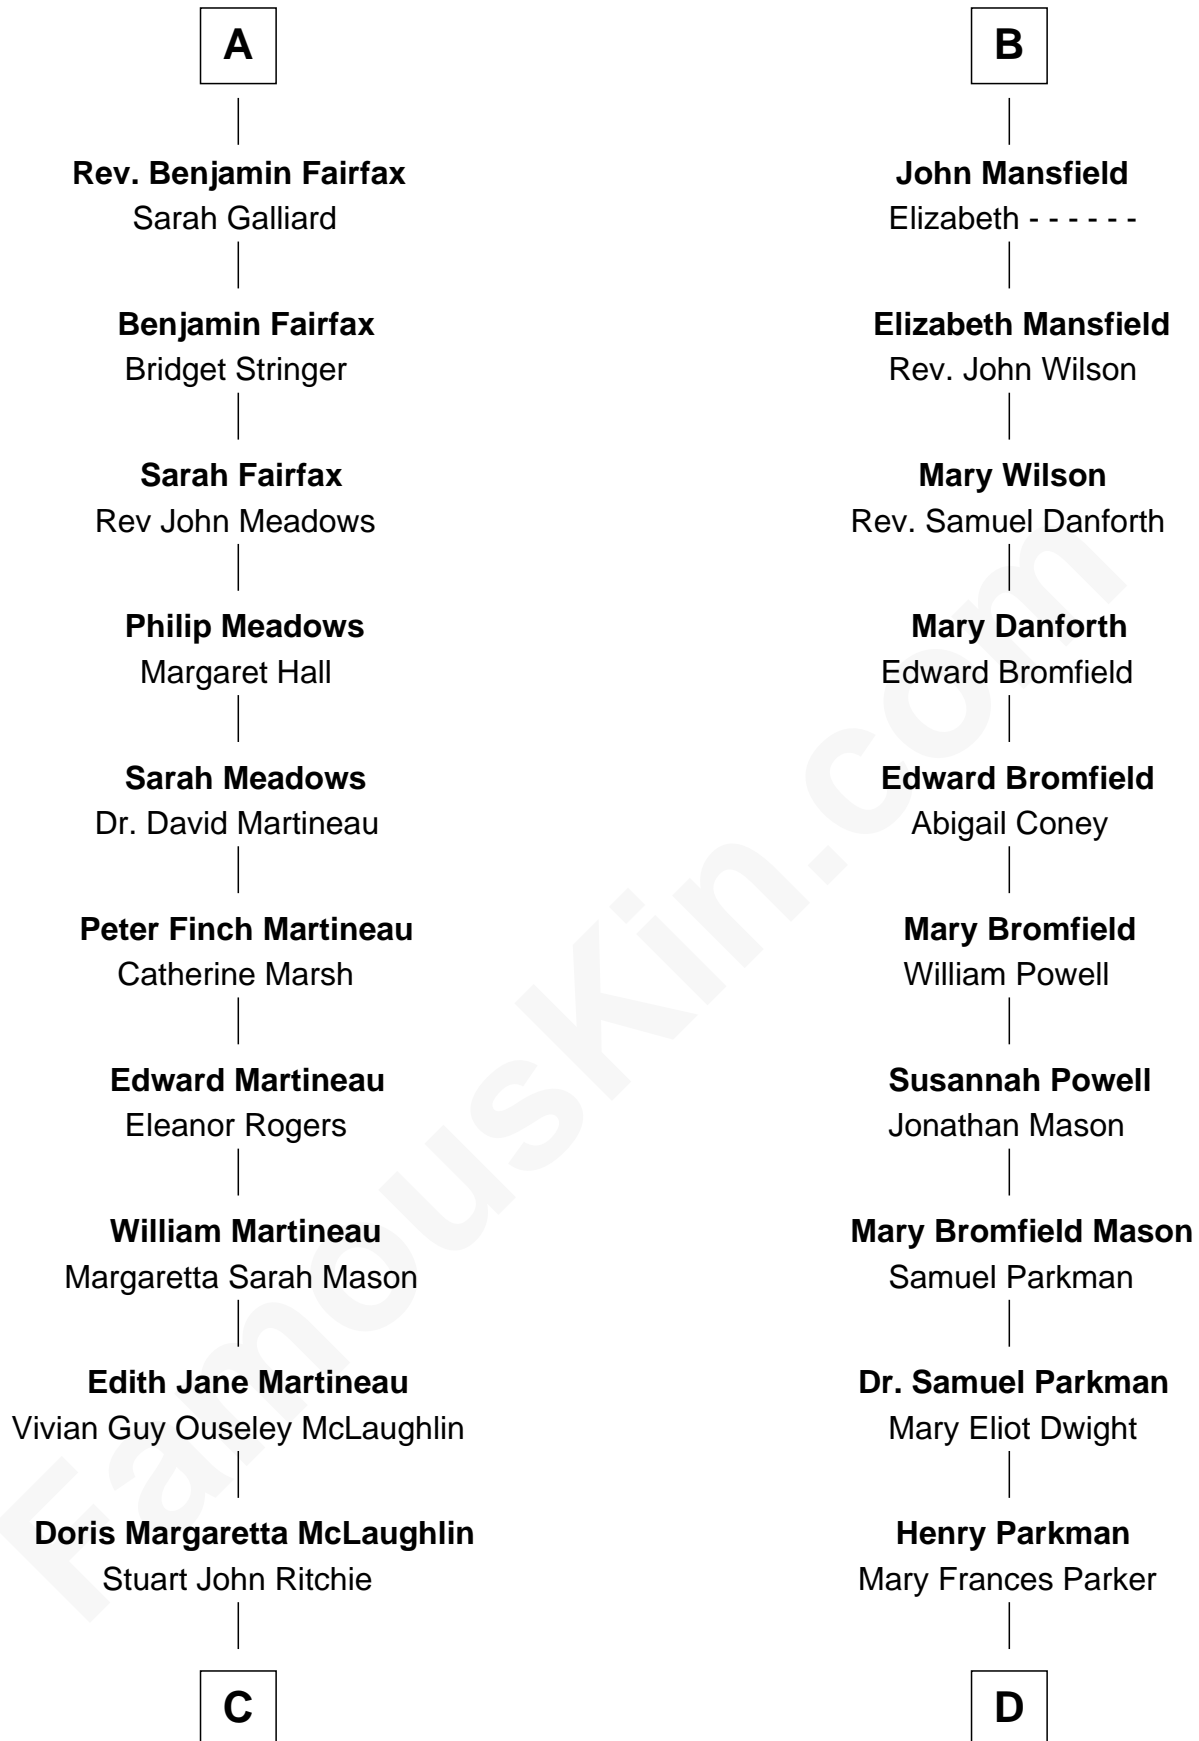 A
Rev. Benjamin Fairfax
Sarah Galliard
Benjamin Fairfax
Bridget Stringer
Sarah Fairfax
Rev John Meadows
Philip Meadows
Margaret Hall
Sarah Meadows
Dr. David Martineau
Peter Finch Martineau
Catherine Marsh
Edward Martineau
Eleanor Rogers
William Martineau
Margaretta Sarah Mason
Edith Jane Martineau
Vivian Guy Ouseley McLaughlin
Doris Margaretta McLaughlin
Stuart John Ritchie
C
B
John Mansfield
Elizabeth - - - - - -
Elizabeth Mansfield
Rev. John Wilson
Mary Wilson
Rev. Samuel Danforth
Mary Danforth
Edward Bromfield
Edward Bromfield
Abigail Coney
Mary Bromfield
William Powell
Susannah Powell
Jonathan Mason
Mary Bromfield Mason
Samuel Parkman
Dr. Samuel Parkman
Mary Eliot Dwight
Henry Parkman
Mary Frances Parker
D
FamousKin.com